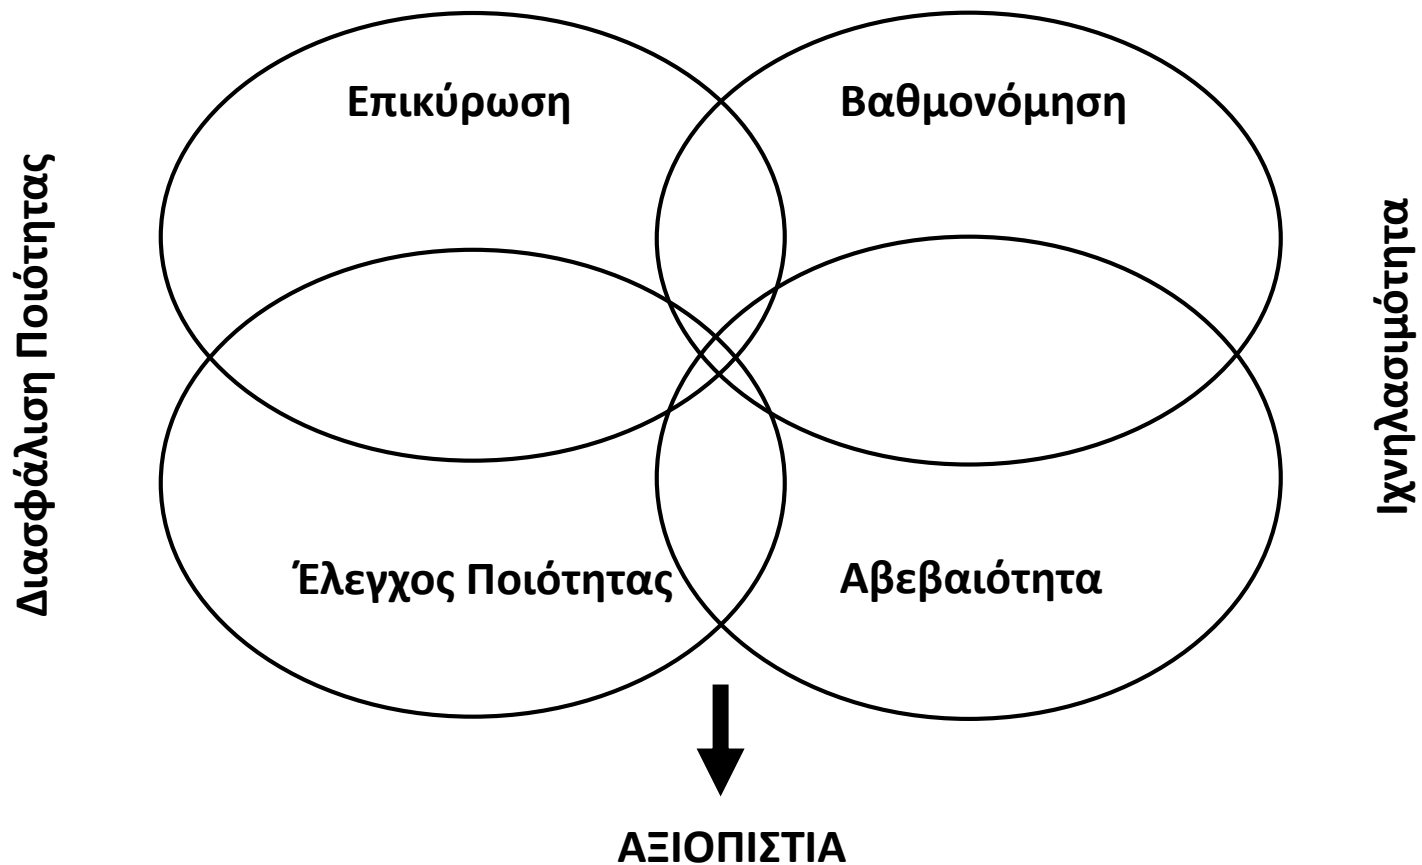 Επικύρωση
Βαθμονόμηση
Διασφάλιση Ποιότητας
Ιχνηλασιμότητα
Έλεγχος Ποιότητας
Αβεβαιότητα
ΑΞΙΟΠΙΣΤΙΑ